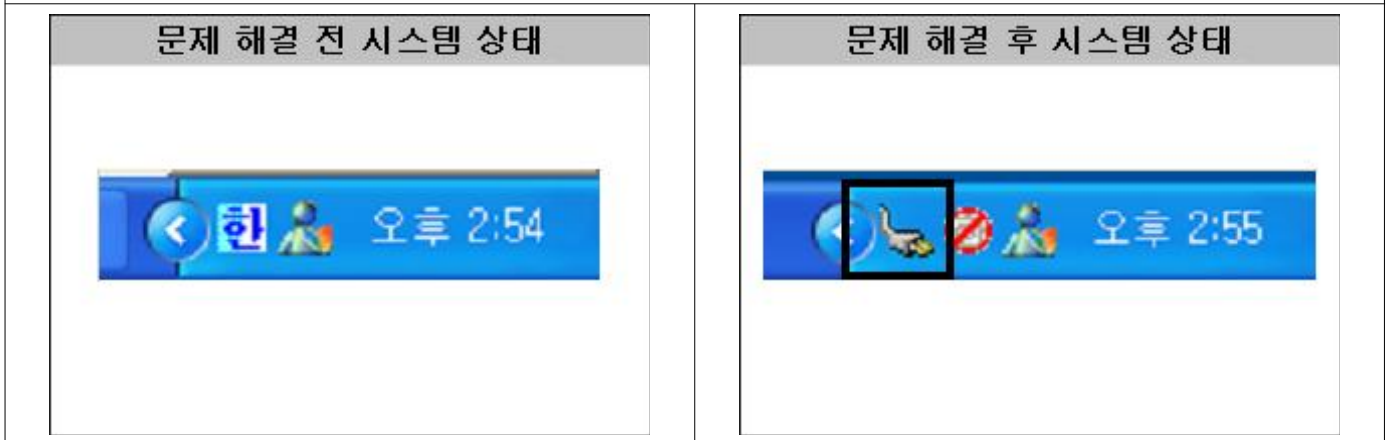 문제 해결 전 시스템 상태
한 오후 2:54
문제 해결 후 시스템 상태
오후 2:55